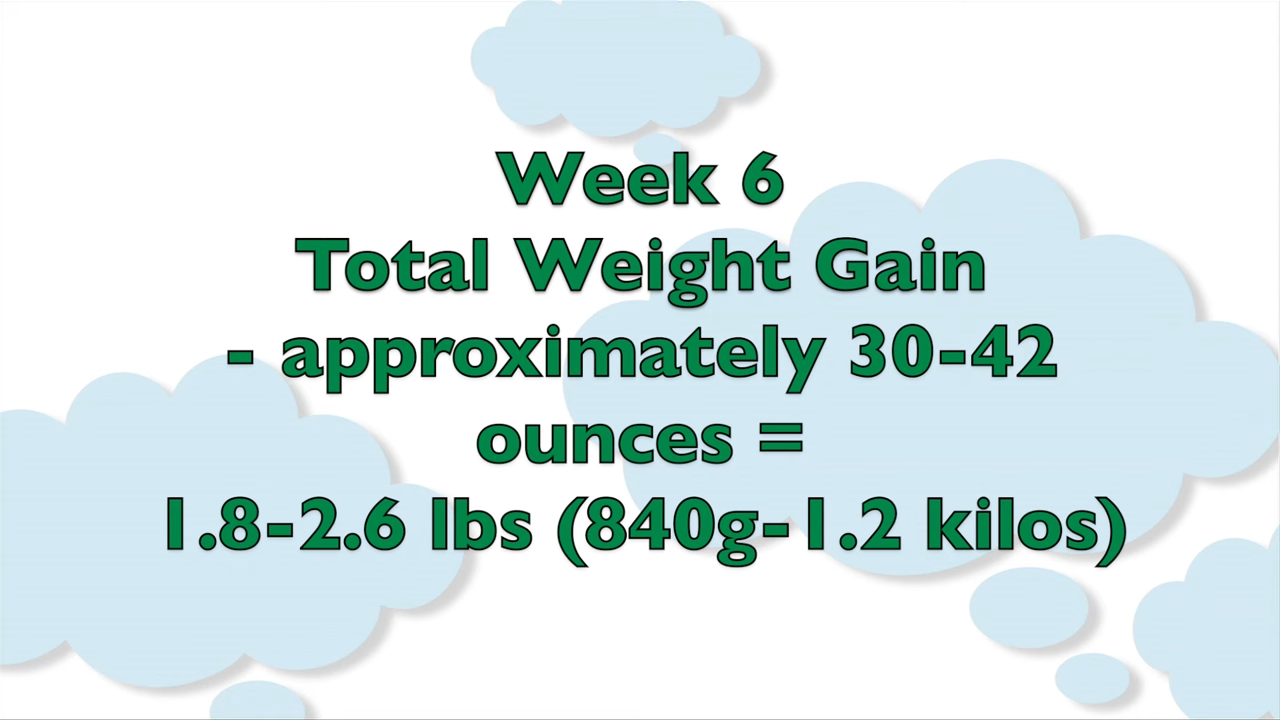 Week 6
Total Weight Gain
- approximately 30-42
ounces =
1.8-2.6 lbs (840g-1.2 kilos)